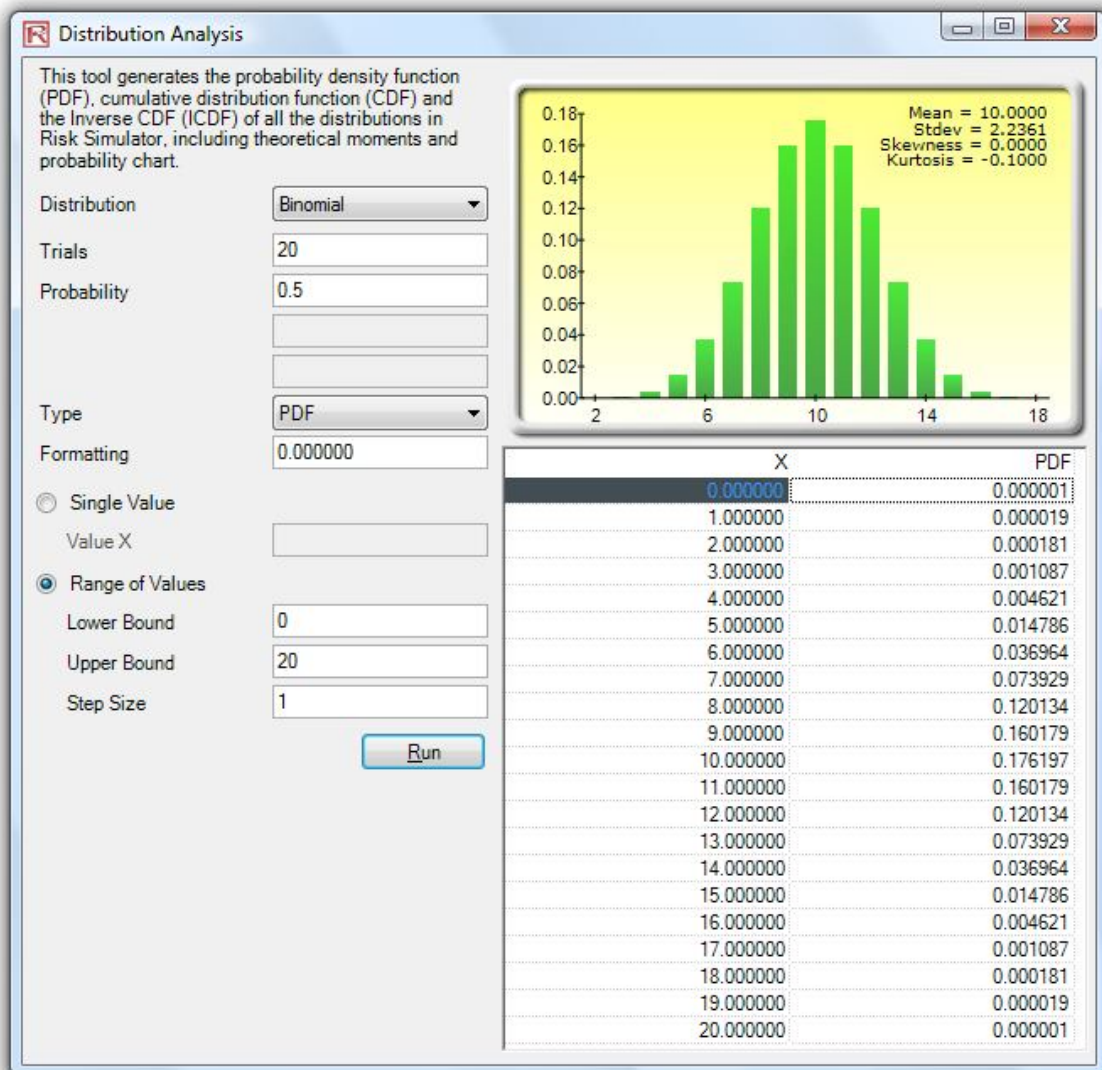 Distribution Analysis
This tool generates the probability density function
(PDF), cumulative distribution function (CDF) and
the Inverse CDF (ICDF) of all the distributions in
Risk Simulator, including theoretical moments and
probability chart.
Distribution
Binomial
Trials
20
Probability
0.5
Type
PDF
Formatting
0.000000
Single Value
Value X
Range of Values
Lower Bound
0
Upper Bound
20
Step Size
1
Run
Mean = 10.0000
Stdev = 2.2361
Skewness = 0.0000
Kurtosis = -0.1000
0.18
0.16
0.14
0.12
0.10
0.08
0.06
0.04
0.02
0.00
2 6 10 14 18
X PDF
0.000000 0.000001
1.000000 0.000019
2.000000 0.000181
3.000000 0.001087
4.000000 0.004621
5.000000 0.014786
6.000000 0.036964
7.000000 0.073929
8.000000 0.120134
9.000000 0.160179
10.000000 0.176197
11.000000 0.160179
12.000000 0.120134
13.000000 0.073929
14.000000 0.036964
15.000000 0.014786
16.000000 0.004621
17.000000 0.001087
18.000000 0.000181
19.000000 0.000019
20.000000 0.000001